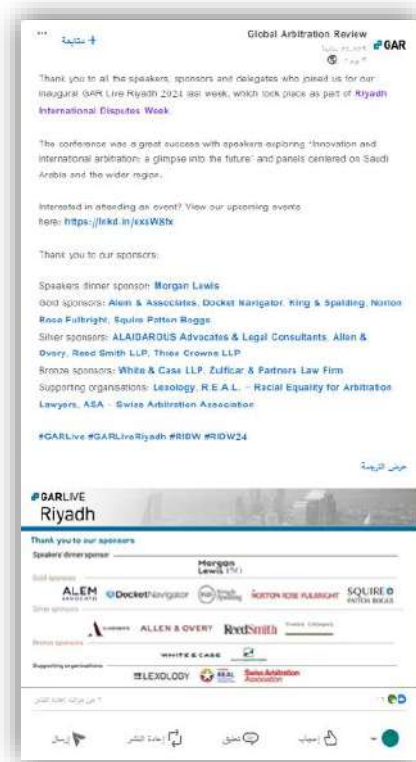 Global Arbitration Review
GAR
+ متابعة
Thank you to all the speakers, sponsors and delegates who joined us for our
inaugural GAR Live Riyadh 2024 last week, which took place as part of Riyadh
International Disputes Week.
The conference was a great success with speakers exploring "Innovation and
international arbitration: a glimpse into the future" and panels centered on Saudi
Arabia and the wider region.
Interested in attending an event? View our upcoming events
here: https://lnkd.in/exsW8fx
Thank you to our sponsors:
Speakers dinner sponsor: Morgan Lewis
Gold sponsors: Alem & Associates, Docket Navigator, King & Spalding, Norton
Rose Fulbright, Squire Patton Boggs
Silver sponsors: ALAIDAROUS Advocates & Legal Consultants, Allen &
Overy, Reed Smith LLP, Three Crowns LLP
Bronze sponsors: White & Case LLP, Zulficar & Partners Law Firm
Supporting organisations: Lexology, R.E.A.L. - Racial Equality for Arbitration
Lawyers, ASA - Swiss Arbitration Association
#GARLive #GARLiveRiyadh #RIDW #RIDW24
عرض الترجمة
GARLIVE
Riyadh
Thank you to our sponsors
Speakers' dinner sponsor
Morgan Lewis
Gold sponsors
ALEM & ASSOCIATES
DocketNavigator
King & Spalding
NORTON ROSE FULBRIGHT
SQUIRE PATTON BOGGS
Silver sponsors
ALLEN & OVERY
ReedSmith
THREE CROWNS
Bronze sponsors
WHITE & CASE
Supporting organisations
LEXOLOGY
REAL
Swiss Arbitration Association
إعجاب
تعليق
إعادة النشر
إرسال